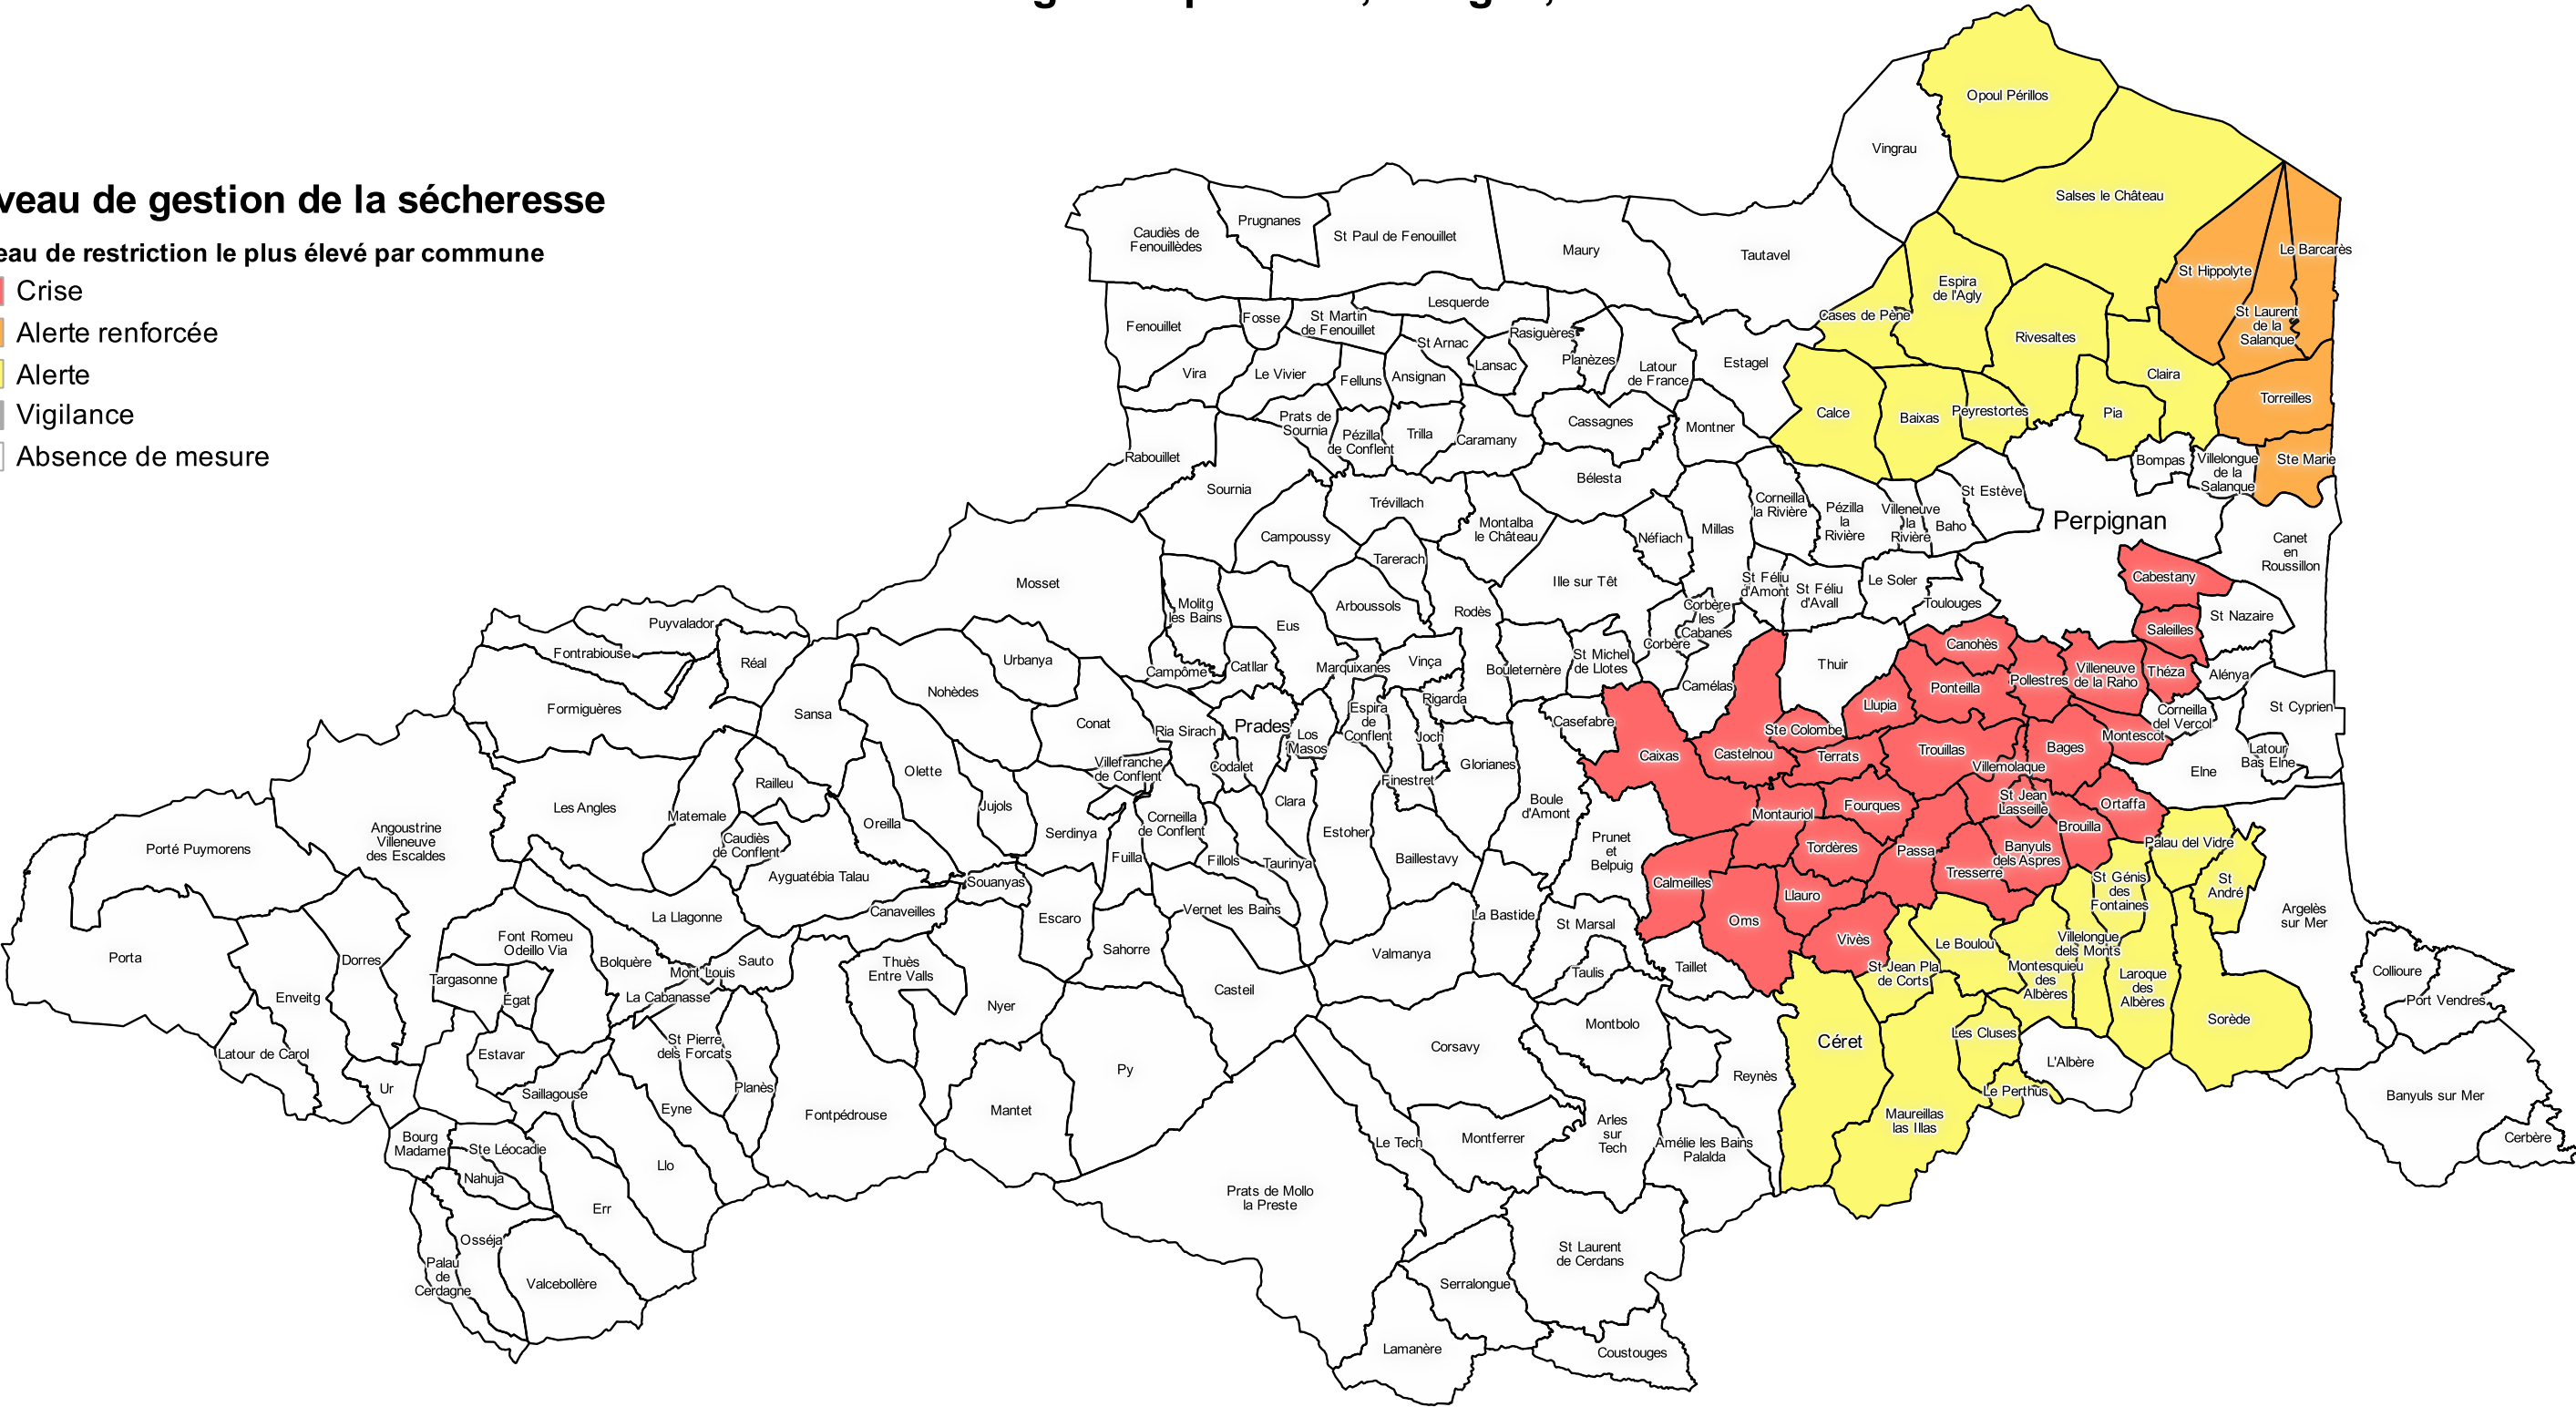 veau de gestion de la sécheresse
eau de restriction le plus élevé par commune
Crise
Alerte renforcée
Alerte
Vigilance
Absence de mesure
Opoul Périllos
Vingrau
Salses le Château
Prugnanes
Caudiès de
Fenouillèdes
St Paul de Fenouillet
Maury
Tautavel
Le Barcarès
St Hippolyte
Espira
de l'Agly
Cases de Pène
St Laurent
de la
Salanque
Rivesaltes
Lesquerde
Fenouillet
Fosse
St Martin
de Fenouillet
Rasiguères
St Arnac
Planèzes
Lansac
Latour
de France
Estagel
Vira
Le Vivier
Felluns
Ansignan
Claira
Torreilles
Calce
Baixas
Peyrestortes
Pia
Prats de
Sournia
Pézilla
de Conflent
Trilla
Caramany
Cassagnes
Montner
Rabouillet
Bompas
Villelongue
de la
Salanque
Ste Marie
Sournia
Bélesta
Trévillach
Corneilla
la Rivière
Pézilla
la
Rivière
Villeneuve
la
Rivière
Baho
St Estève
Perpignan
Campoussy
Montalba
le Château
Néfiach
Millas
Canet
en
Roussillon
Tarerach
Mosset
Ille sur Têt
St Féliu
d'Amont
St Féliu
d'Avall
Le Soler
Toulouges
Cabestany
Molitg
les Bains
Arboussols
Rodès
Corbère
les
Cabanes
Corbère
St Nazaire
Saleilles
Eus
Puyvalador
Fontrabiouse
Réal
Urbanya
Campôme
Catllar
Marquixanes
Vinça
Bouleternère
St Michel
de Llotes
Camélas
Thuir
Canohès
Pollestres
Villeneuve
de la Raho
Théza
Alénya
Nohèdes
Formiguères
Sansa
Rigarda
Ponteilla
Llupia
St Cyprien
Conat
Ria Sirach
Prades
Los
Masos
Espira
de
Conflent
Joch
Casefabre
Corneilla
del Vercol
Ste Colombe
Montescot
Caixas
Castelnou
Terrats
Trouillas
Bages
Latour
Bas Elne
Elne
Villefranche
de Conflent
Codalet
Finestret
Glorianes
Villemolaque
Olette
Railleu
Jujols
Clara
Boule
d'Amont
St Jean
Lasseille
Ortaffa
Les Angles
Matemale
Oreilla
Serdinya
Corneilla
de Conflent
Estoher
Montauriol
Fourques
Brouilla
Caudiès
de Conflent
Angoustrine
Villeneuve
des Escaldes
Porté Puymorens
Fuilla
Fillols
Taurinya
Baillestavy
Prunet
et
Belpuig
Tordères
Passa
Banyuls
dels Aspres
Palau del Vidre
Tresserre
Ayguatébia Talau
Souanyas
Calmeilles
Llauro
St Génis
des
Fontaines
St
André
La Llagonne
Canaveilles
Escaro
Vernet les Bains
La Bastide
St Marsal
Oms
Argelès
sur Mer
Font Romeu
Odeillo Via
Porta
Dorres
Bolquère
Sauto
Sahorre
Valmanya
Vivès
Le Boulou
Villelongue
dels Monts
Targasonne
Mont Louis
Thuès
Entre Valls
Taulis
Taillet
St Jean Pla
de Corts
Montesquieu
des
Albères
Laroque
des
Albères
Collioure
Port Vendres
Enveitg
Égat
La Cabanasse
Nyer
Casteil
Montbolo
Sorède
Latour de Carol
Estavar
St Pierre
dels Forcats
Corsavy
Céret
Les Cluses
L'Albère
Ur
Saillagouse
Planès
Py
Reynès
Le Perthus
Banyuls sur Mer
Eyne
Fontpédrouse
Mantet
Maureillas
las Illas
Bourg
Madame
Ste Léocadie
Nahuja
Llo
Le Tech
Montferrer
Arles
sur
Tech
Amélie les Bains
Palalda
Cerbère
Err
Prats de Mollo
la Preste
Osséja
Palau
de
Cerdagne
Valcebollère
St Laurent
de Cerdans
Serralongue
Lamanère
Coustouges